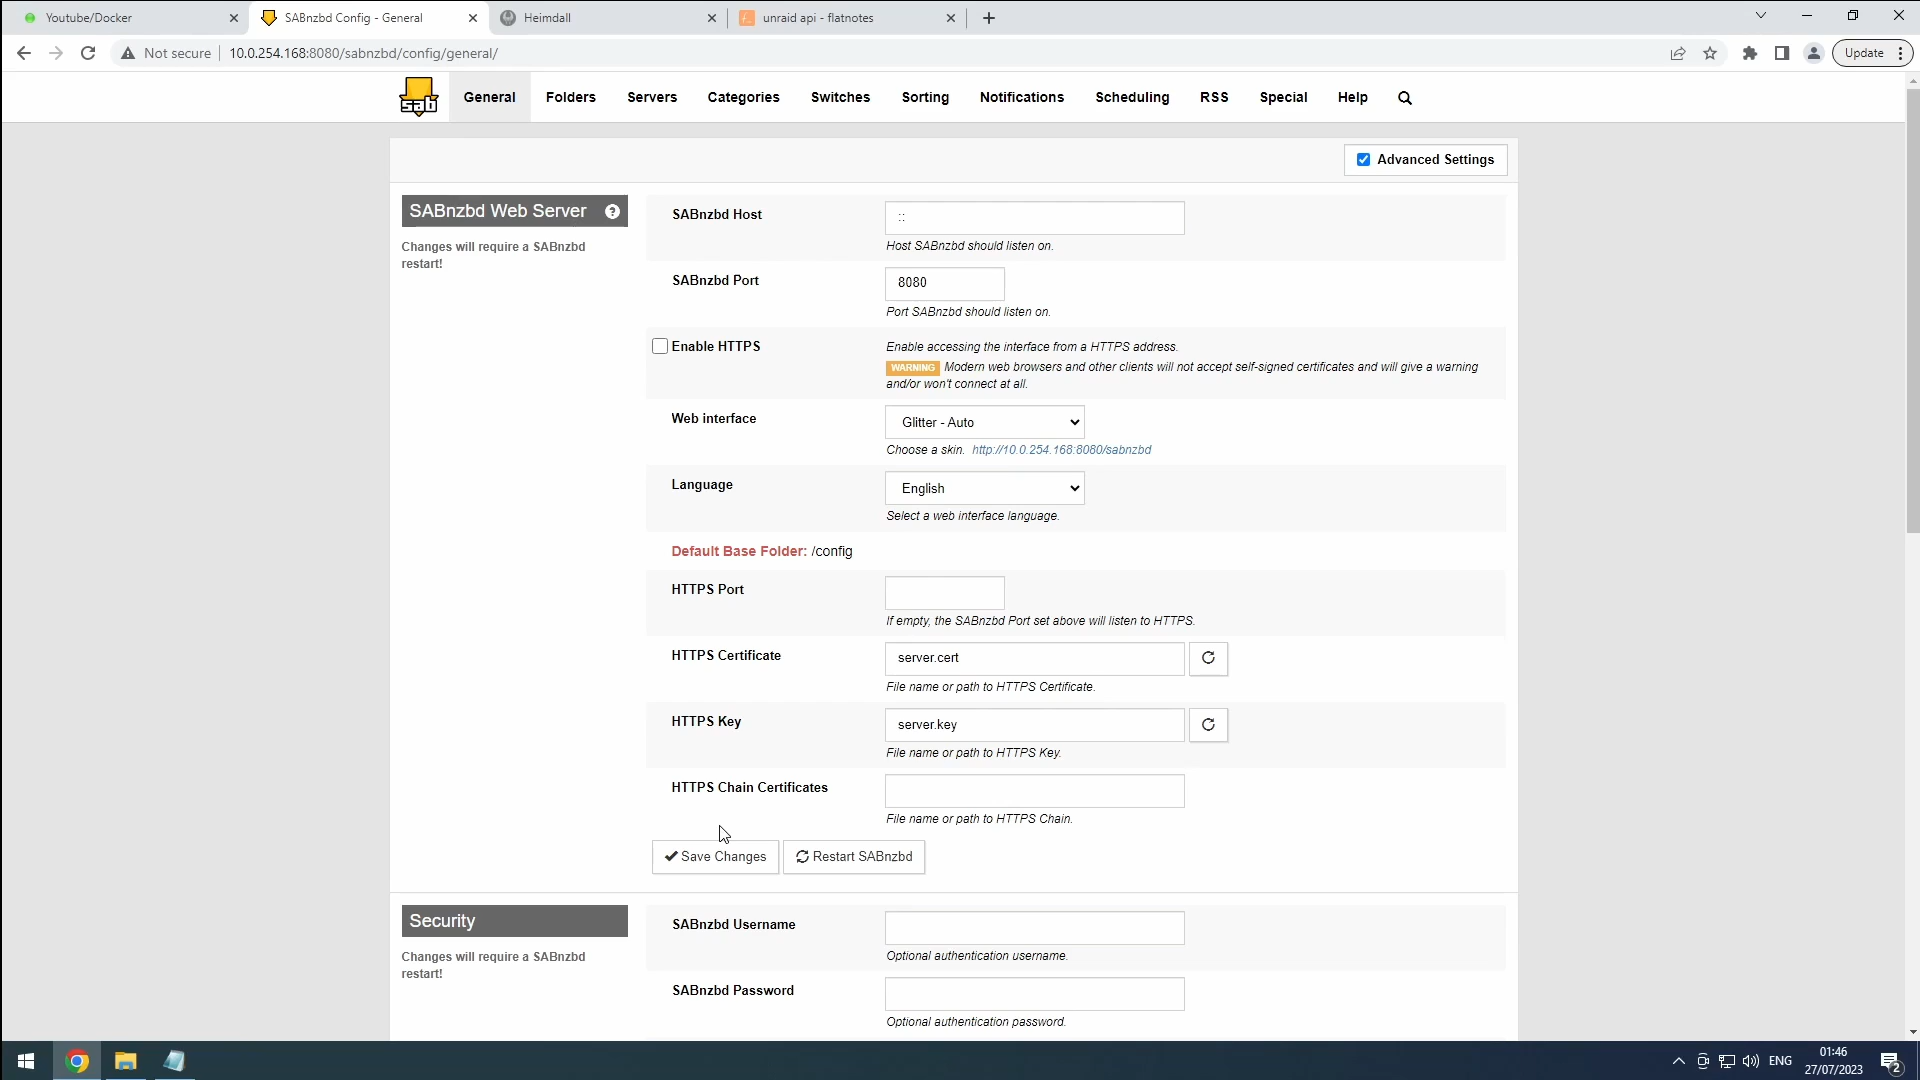 Youtube/Docker
SABnzbd Config - General
Heimdall
unraid api - flatnotes
Not secure
10.0.254.168:8080/sabnzbd/config/general/
Update
sab
General
Folders
Servers
Categories
Switches
Sorting
Notifications
Scheduling
RSS
Special
Help
Advanced Settings
SABnzbd Web Server
Changes will require a SABnzbd
restart!
SABnzbd Host
::
Host SABnzbd should listen on.
SABnzbd Port
8080
Port SABnzbd should listen on.
Enable HTTPS
Enable accessing the interface from a HTTPS address.
WARNING Modern web browsers and other clients will not accept self-signed certificates and will give a warning
and/or won't connect at all.
Web interface
Glitter - Auto
Choose a skin. http://10.0.254.168:8080/sabnzbd
Language
English
Select a web interface language.
Default Base Folder: /config
HTTPS Port
If empty, the SABnzbd Port set above will listen to HTTPS.
HTTPS Certificate
server.cert
File name or path to HTTPS Certificate.
HTTPS Key
server.key
File name or path to HTTPS Key.
HTTPS Chain Certificates
File name or path to HTTPS Chain.
Save Changes
Restart SABnzbd
Security
Changes will require a SABnzbd
restart!
SABnzbd Username
Optional authentication username.
SABnzbd Password
Optional authentication password.
ENG
01:46
27/07/2023
2